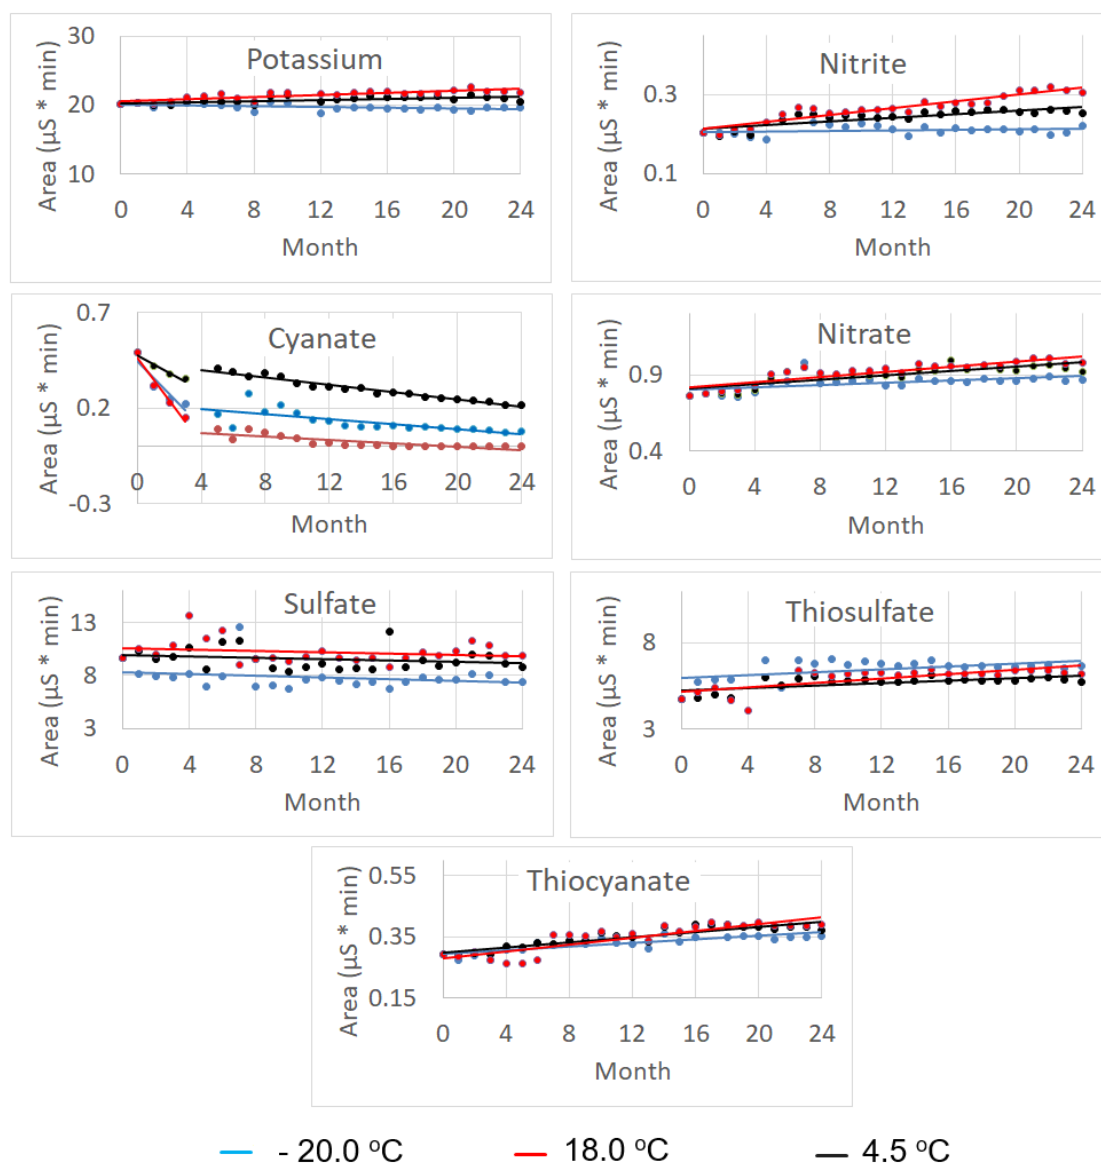 Potassium
Area (µS * min)
30
20
10
0 4 8 12 16 20 24
Month
Nitrite
Area (µS * min)
0.3
0.1
0 4 8 12 16 20 24
Month
Cyanate
Area (µS * min)
0.7
0.2
-0.3
0 4 8 12 16 20 24
Month
Nitrate
Area (µS * min)
0.9
0.4
0 4 8 12 16 20 24
Month
Sulfate
Area (µS * min)
13
8
3
0 4 8 12 16 20 24
Month
Thiosulfate
Area (µS * min)
8
3
0 4 8 12 16 20 24
Month
Thiocyanate
Area (µS * min)
0.55
0.35
0.15
0 4 8 12 16 20 24
Month
- 20.0 ºC 18.0 ºC 4.5 ºC